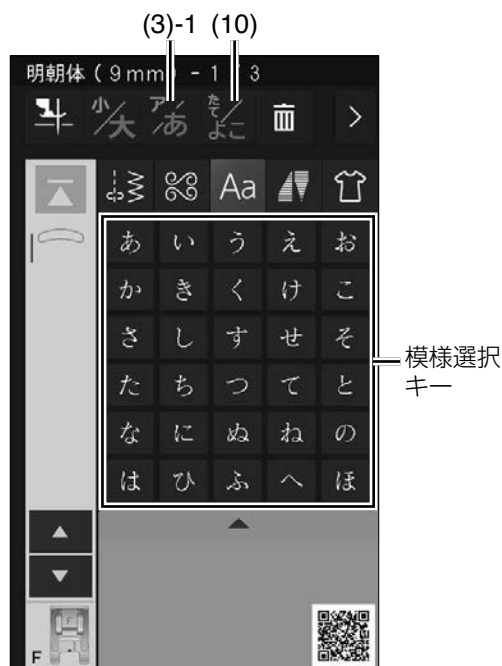 (3)-1 (10)
明朝体(9mm) - 1/3
小/大 ア/あ たて/よこ
Aa
あ い う え お
か き く け こ
さ し す せ そ
た ち つ て と
な に ぬ ね の
は ひ ふ へ ほ
模様選択
キー
F